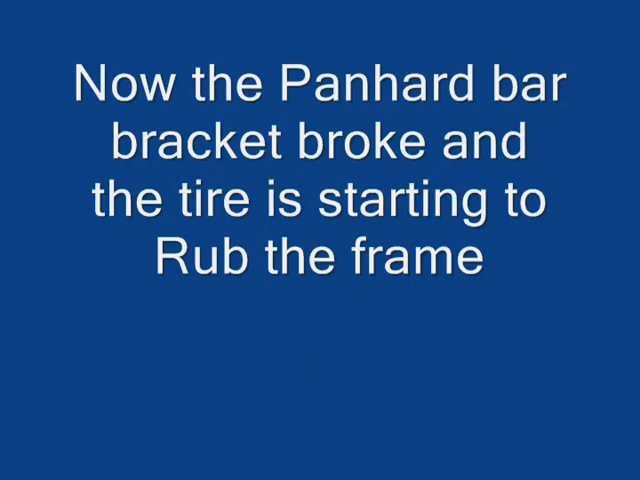 Now the Panhard bar
bracket broke and
the tire is starting to
Rub the frame